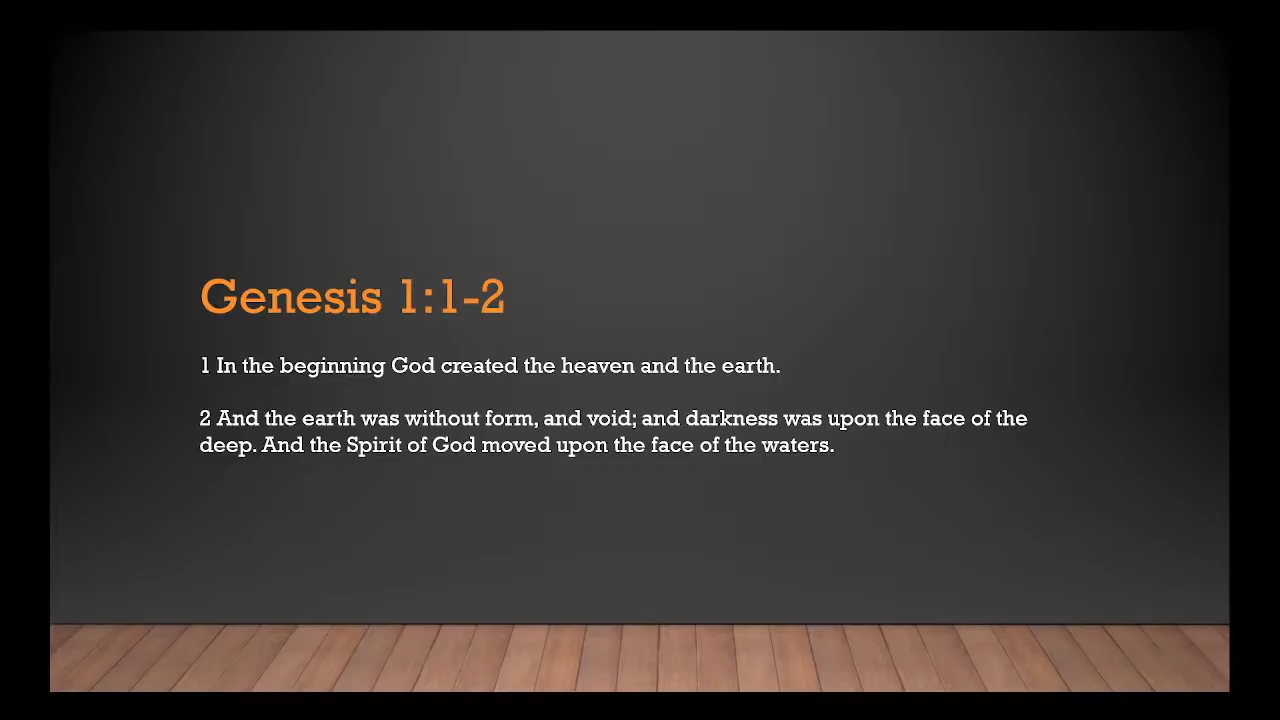 Genesis 1:1-2
1 In the beginning God created the heaven and the earth.
2 And the earth was without form, and void; and darkness was upon the face of the
deep. And the Spirit of God moved upon the face of the waters.